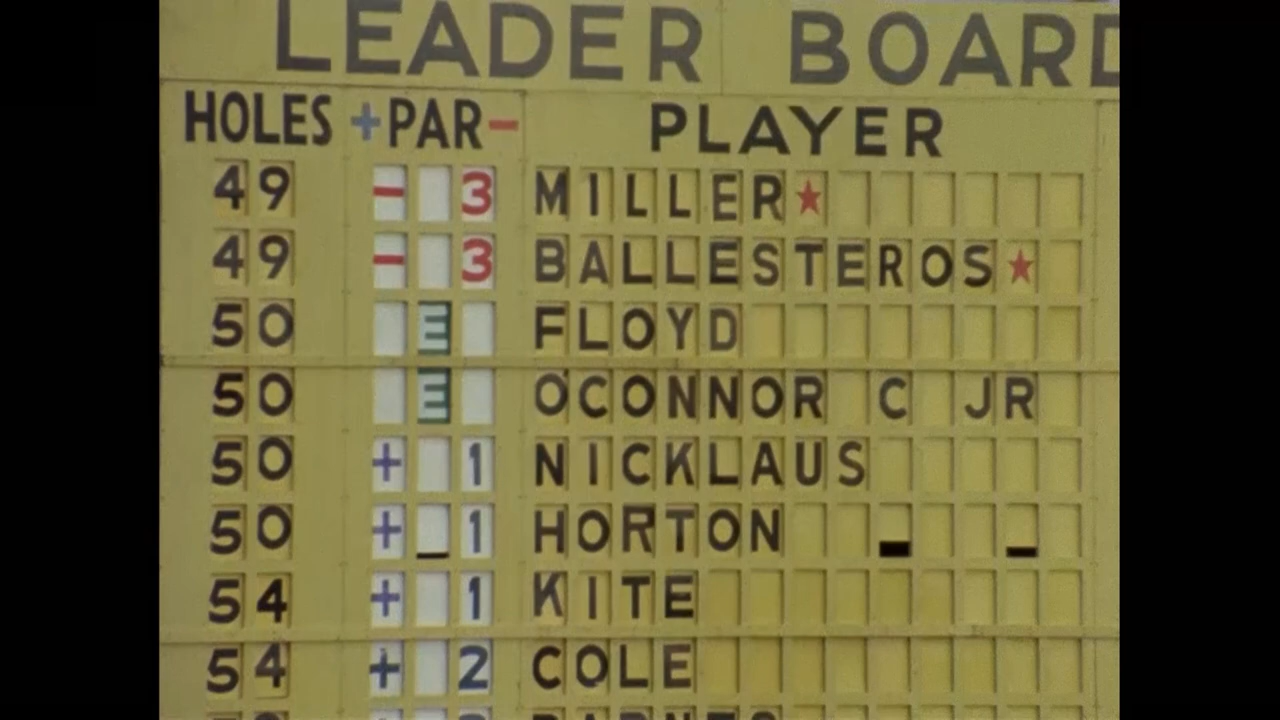 LEADER BOARD
HOLES +PAR- PLAYER
49 - 3 MILLER★
49 - 3 BALLESTEROS★
50 E FLOYD
50 E O'CONNOR C JR
50 + 1 NICKLAUS
50 + 1 HORTON
54 + 1 KITE
54 + 2 COLE